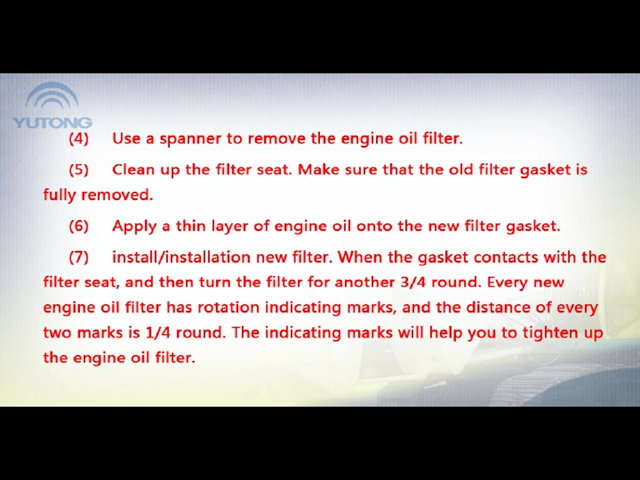 YUTONG
(4) Use a spanner to remove the engine oil filter.
(5) Clean up the filter seat. Make sure that the old filter gasket is
fully removed.
(6) Apply a thin layer of engine oil onto the new filter gasket.
(7) install/installation new filter. When the gasket contacts with the
filter seat, and then turn the filter for another 3/4 round. Every new
engine oil filter has rotation indicating marks, and the distance of every
two marks is 1/4 round. The indicating marks will help you to tighten up
the engine oil filter.